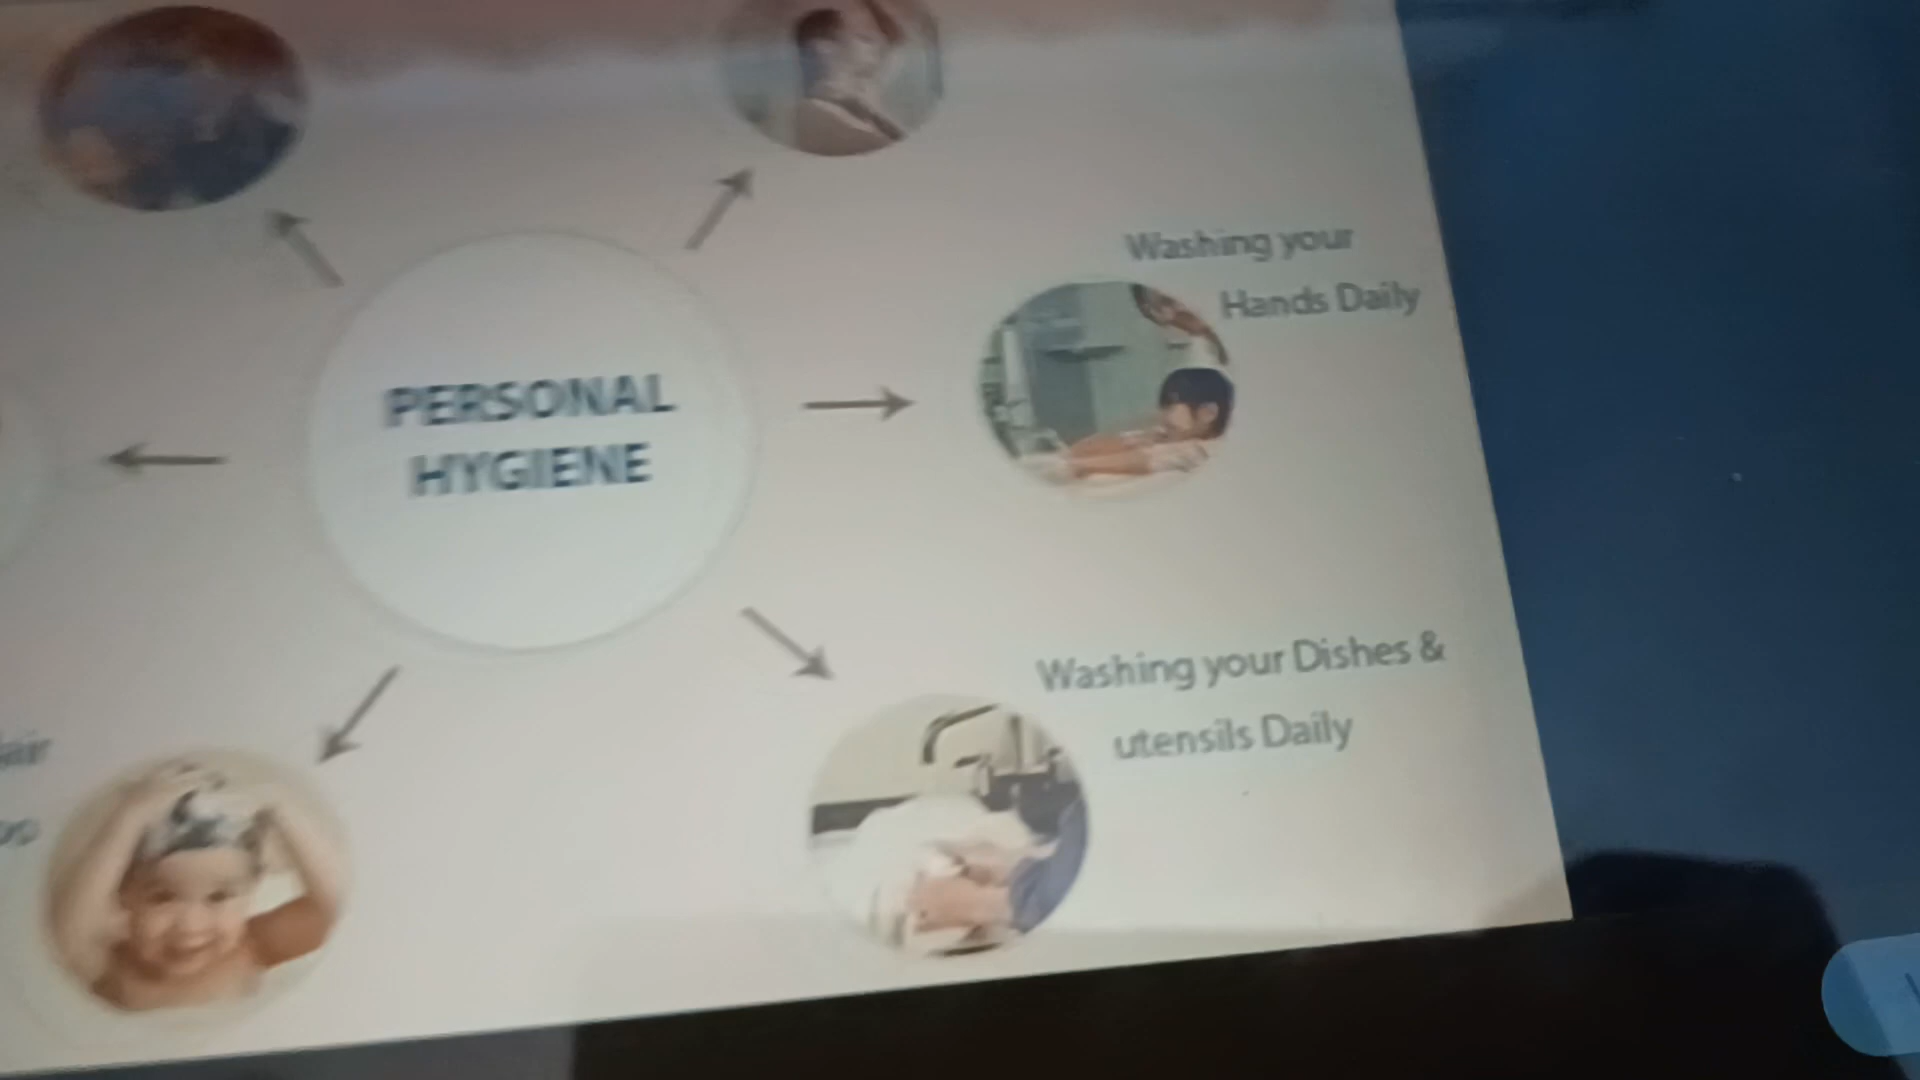 Washing your
Hands Daily
PERSONAL
HYGIENE
Washing your Dishes &
utensils Daily